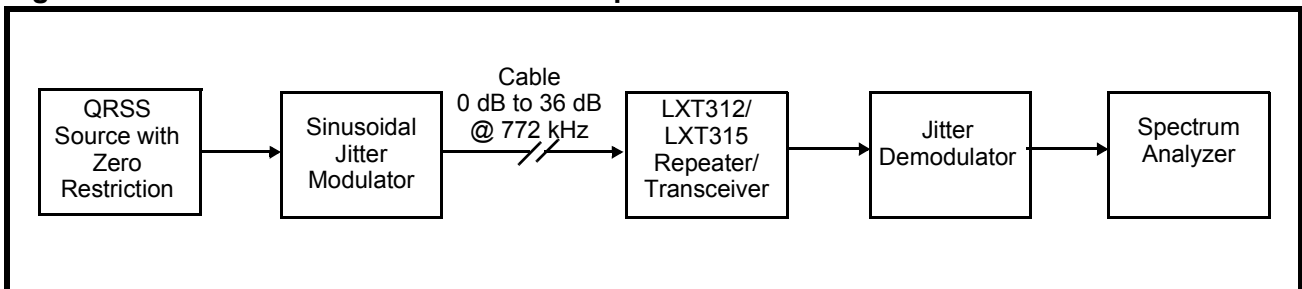 QRSS
Source with
Zero
Restriction
Sinusoidal
Jitter
Modulator
Cable
0 dB to 36 dB
@ 772 kHz
LXT312/
LXT315
Repeater/
Transceiver
Jitter
Demodulator
Spectrum
Analyzer